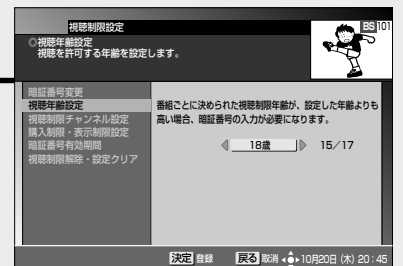 視聴制限設定
BS 101
◎視聴年齢設定
視聴を許可する年齢を設定します。
暗証番号変更
視聴年齢設定
視聴制限チャンネル設定
購入制限・表示制限設定
暗証番号有効期間
視聴制限解除・設定クリア
番組ごとに決められた視聴制限年齢が、設定した年齢よりも
高い場合、暗証番号の入力が必要になります。
18歳 15/17
決定 登録 戻る 取消 10月20日 (木) 20:45